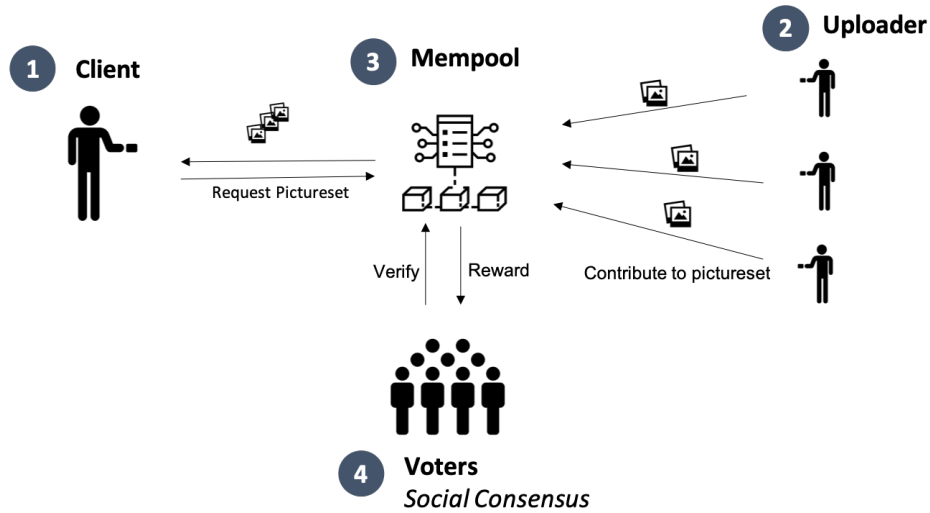 1 Client
Request Pictureset
3 Mempool
2 Uploader
Contribute to pictureset
Verify
Reward
4 Voters
Social Consensus